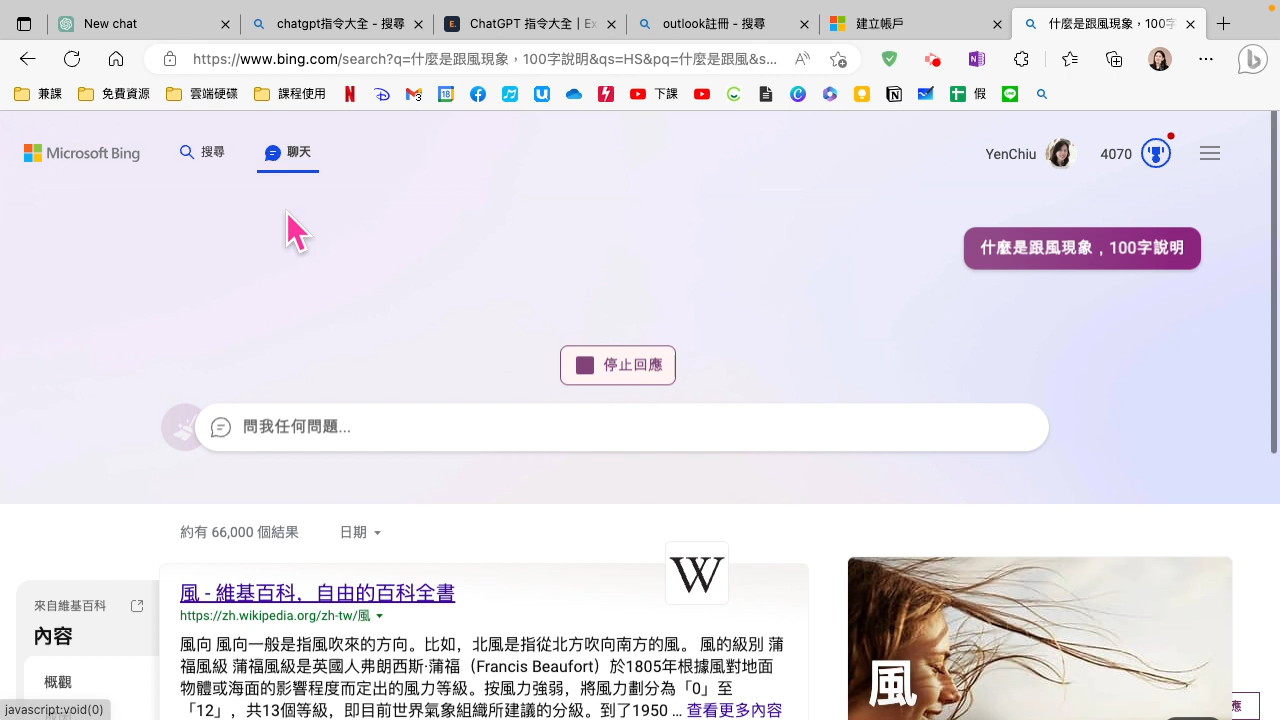 New chat
chatgpt指令大全 - 搜尋
ChatGPT 指令大全 | Ex
outlook註冊 - 搜尋
建立帳戶
什麼是跟風現象，100字
https://www.bing.com/search?q=什麼是跟風現象，100字說明&qs=HS&pq=什麼是跟風&s...
兼課
免費資源
雲端硬碟
課程使用
下課
假
Microsoft Bing
搜尋
聊天
YenChiu
4070
什麼是跟風現象，100字說明
停止回應
問我任何問題...
約有 66,000 個結果
日期
來自維基百科
內容
概觀
風 - 維基百科，自由的百科全書
https://zh.wikipedia.org/zh-tw/風
W
風向 風向一般是指風吹來的方向。比如，北風是指從北方吹向南方的風。 風的級別 蒲
福風級 蒲福風級是英國人弗朗西斯·蒲福（Francis Beaufort）於1805年根據風對地面
物體或海面的影響程度而定出的風力等級。按風力強弱，將風力劃分為「0」至
「12」，共13個等級，即目前世界氣象組織所建議的分級。到了1950 ... 查看更多內容
風
應
javascript:void(0)